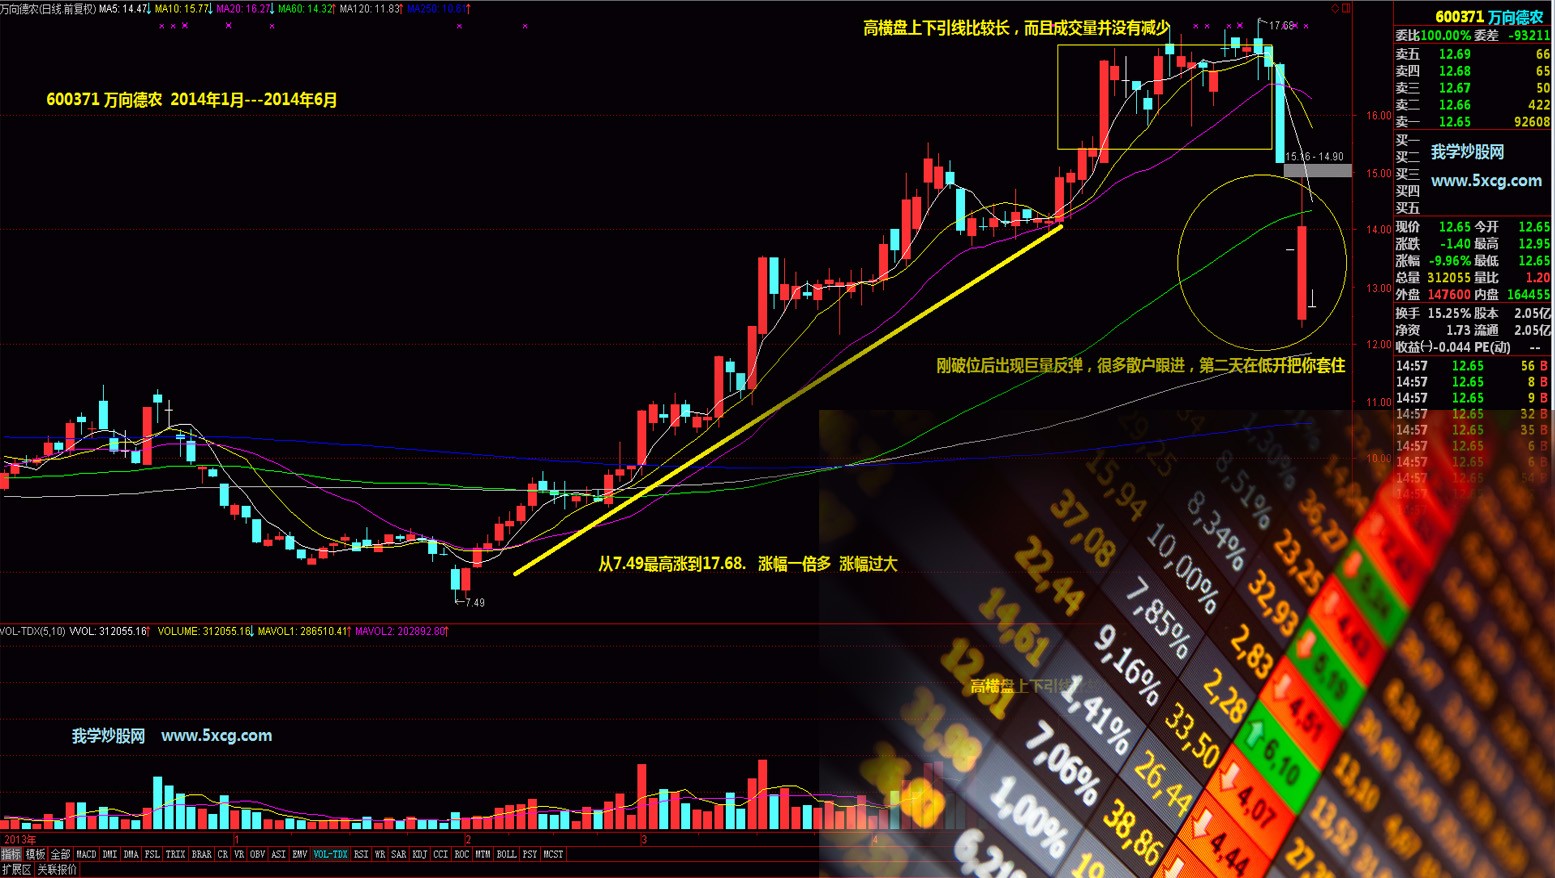 万向德农(日线.前复权) MA5: 14.47↓ MA10: 15.77↓ MA20: 16.27↓ MA60: 14.32↑ MA120: 11.83↑ MA250: 10.61↑
高横盘上下引线比较长，而且成交量并没有减少
17.68
600371 万向德农 2014年1月---2014年6月
16.00
15.16 - 14.90
15.00
14.00
13.00
12.00
刚破位后出现巨量反弹，很多散户跟进，第二天在低开把你套住
11.00
10.00
从7.49最高涨到17.68. 涨幅一倍多 涨幅过大
7.49
VOL-TDX(5,10) VVOL: 312055.16↑ VOLUME: 312055.16↓ MAVOL1: 286510.41↑ MAVOL2: 202892.80↑
高横盘上下引线
我学炒股网 www.5xcg.com
2013年 1 2 3 4
指标 模板 全部 MACD DMI DMA FSL TRIX BRAR CR VR OBV ASI EMV VOL-TDX RSI WR SAR KDJ CCI ROC MTM BOLL PSY MCST
扩展区 关联报价
600371 万向德农
委比 100.00% 委差 -93211
卖五 12.69 66
卖四 12.68 65
卖三 12.67 50
卖二 12.66 422
卖一 12.65 92608
买一
买二
买三
买四
买五
我学炒股网
www.5xcg.com
现价 12.65 今开 12.65
涨跌 -1.40 最高 12.95
涨幅 -9.96% 最低 12.65
总量 312055 量比 1.20
外盘 147600 内盘 164455
换手 15.25% 股本 2.05亿
净资 1.73 流通 2.05亿
收益㈠ -0.044 PE(动) --
14:57 12.65 56 B
14:57 12.65 8 B
14:57 12.65 9 B
14:57 12.65 32 B
14:57 12.65 35 B
14:57 12.65 6 B
14:57 12.65 6 B
14:57 12.65 54 B
29,25 34 1,30%
15,94 8,51% 36,27
37,08 8,34% 23,25
22,44 10,00% 32,93
14,61 7,85% 2,83 4,43
12,01 9,16% 2,28 5,19
31,98 1,41% 33,50 4,51
7,06% 26,44 6,10
1,00% 38,86 4,07
4,44